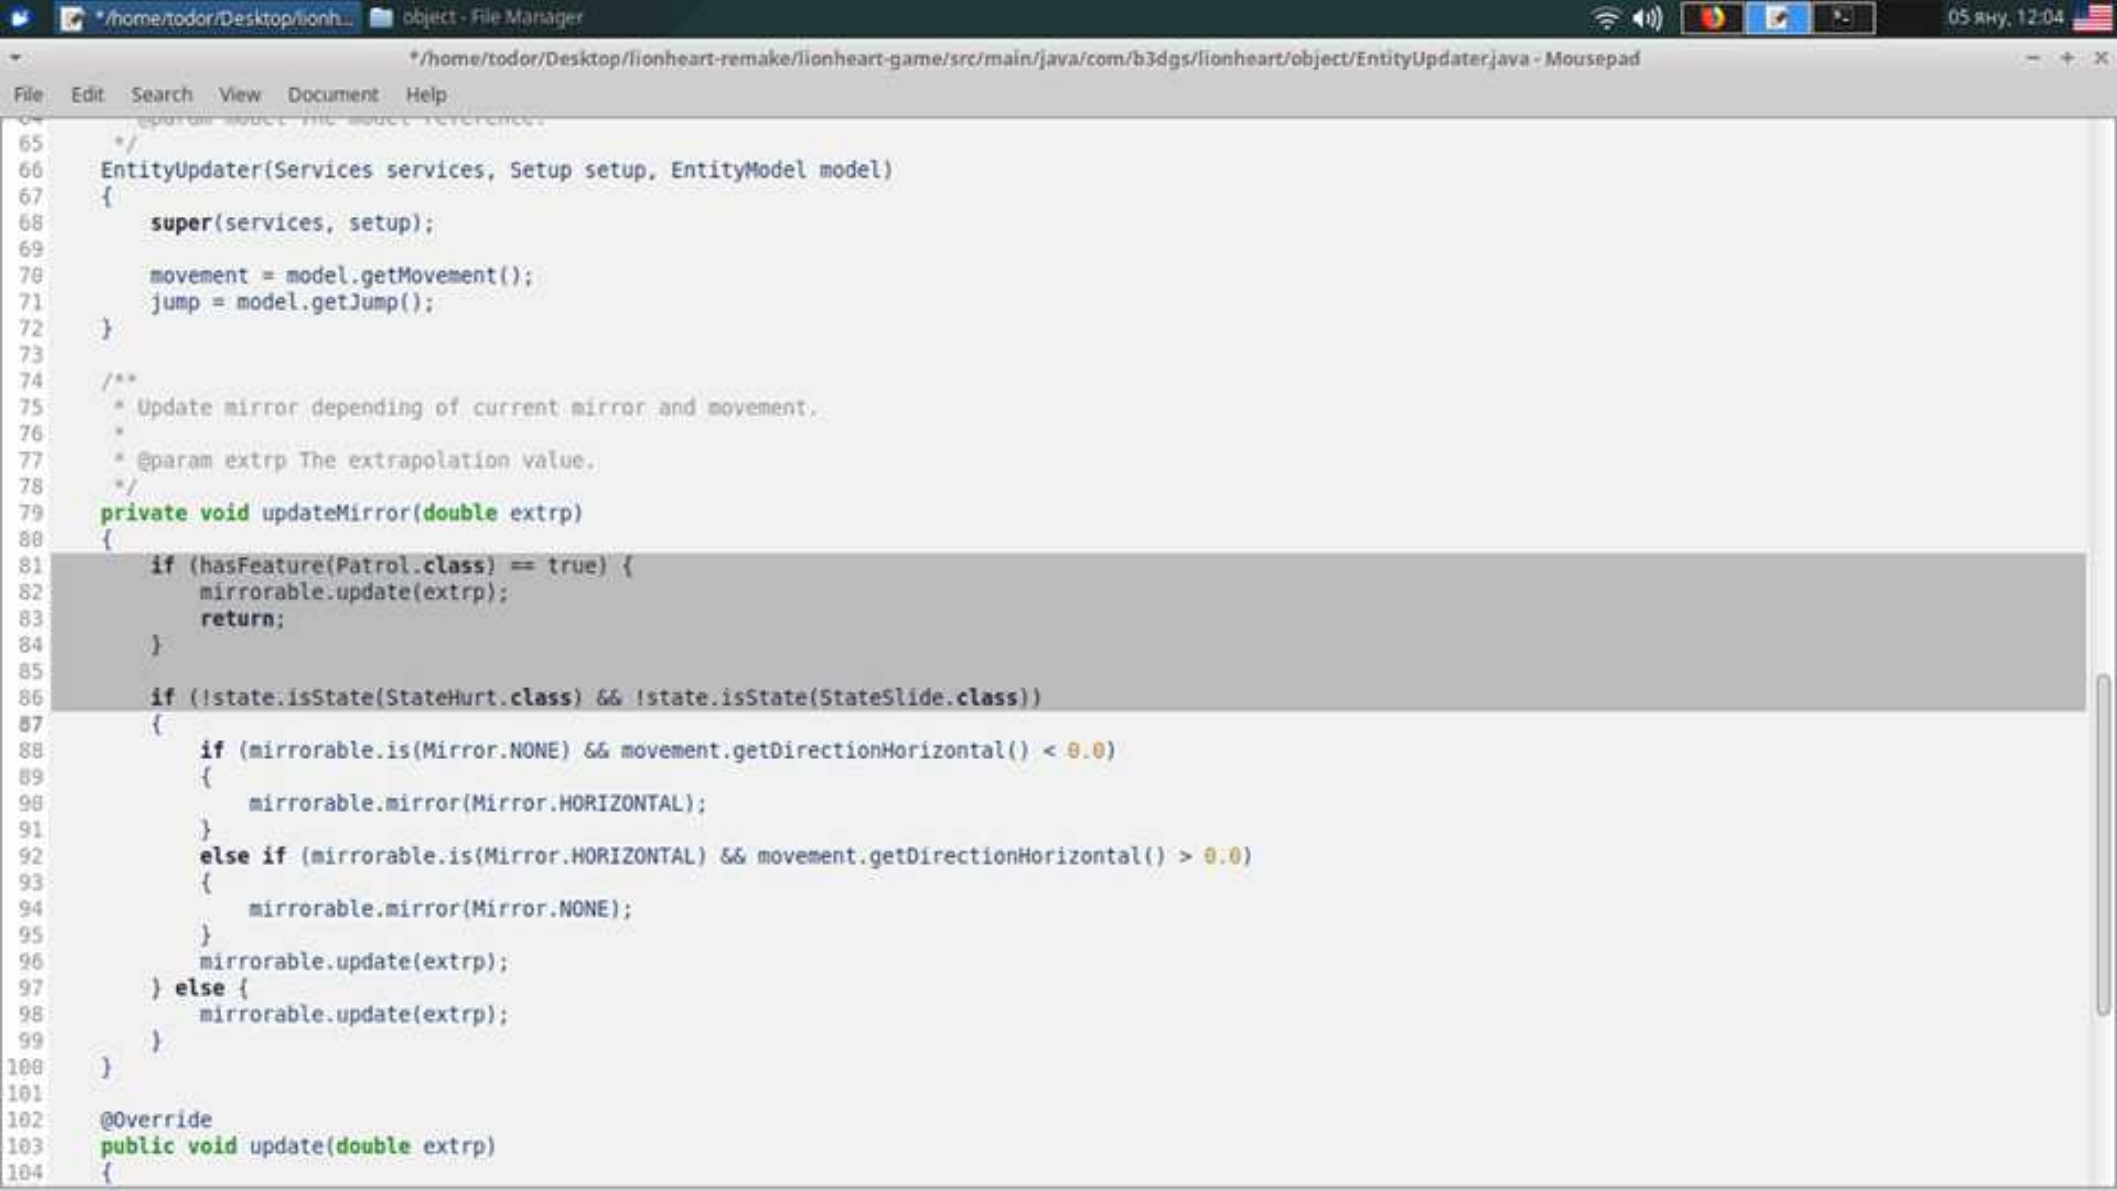 */home/todor/Desktop/lionh...
object - File Manager
05 яну, 12:04
*/home/todor/Desktop/lionheart-remake/lionheart-game/src/main/java/com/b3dgs/lionheart/object/EntityUpdater.java - Mousepad
File Edit Search View Document Help
64 @param model The model reference.
65 */
66 EntityUpdater(Services services, Setup setup, EntityModel model)
67 {
68 super(services, setup);
69
70 movement = model.getMovement();
71 jump = model.getJump();
72 }
73
74 /**
75 * Update mirror depending of current mirror and movement.
76 *
77 * @param extrp The extrapolation value.
78 */
79 private void updateMirror(double extrp)
80 {
81 if (hasFeature(Patrol.class) == true) {
82 mirrorable.update(extrp);
83 return;
84 }
85
86 if (!state.isState(StateHurt.class) && !state.isState(StateSlide.class))
87 {
88 if (mirrorable.is(Mirror.NONE) && movement.getDirectionHorizontal() < 0.0)
89 {
90 mirrorable.mirror(Mirror.HORIZONTAL);
91 }
92 else if (mirrorable.is(Mirror.HORIZONTAL) && movement.getDirectionHorizontal() > 0.0)
93 {
94 mirrorable.mirror(Mirror.NONE);
95 }
96 mirrorable.update(extrp);
97 } else {
98 mirrorable.update(extrp);
99 }
100 }
101
102 @Override
103 public void update(double extrp)
104 {